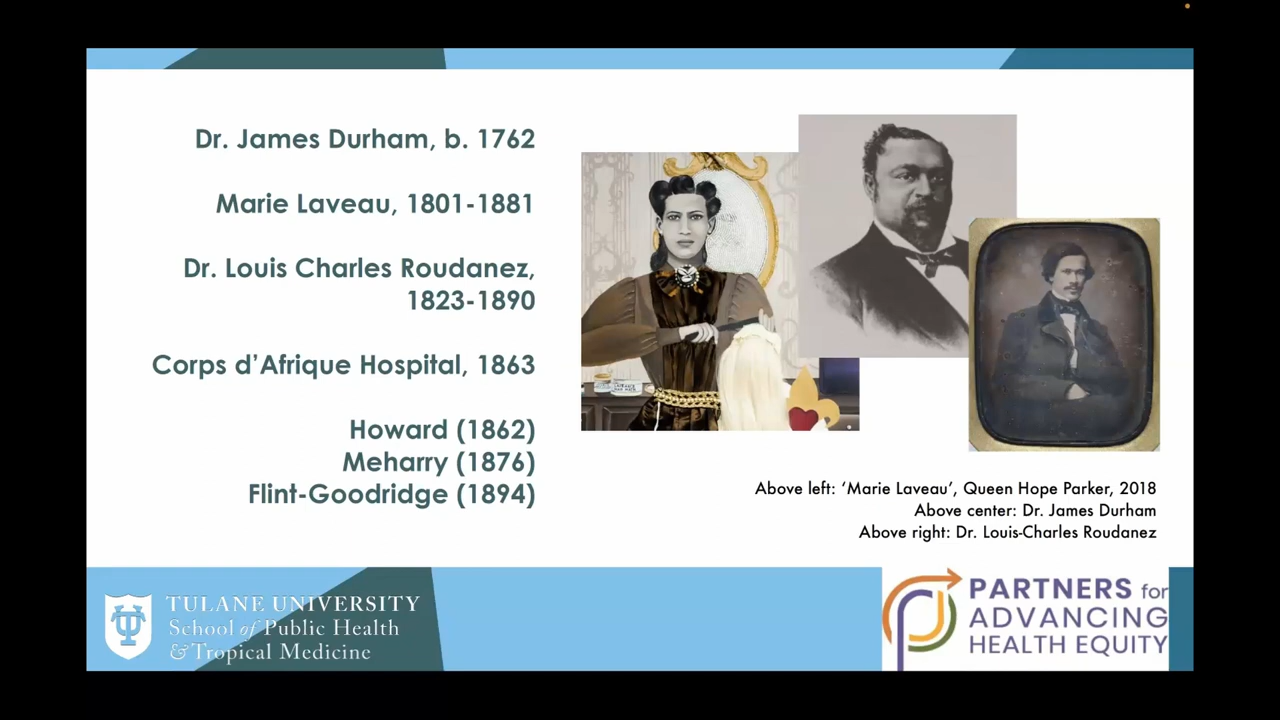 Dr. James Durham, b. 1762
Marie Laveau, 1801-1881
Dr. Louis Charles Roudanez,
1823-1890
Corps d’Afrique Hospital, 1863
Howard (1862)
Meharry (1876)
Flint-Goodridge (1894)
Above left: ‘Marie Laveau’, Queen Hope Parker, 2018
Above center: Dr. James Durham
Above right: Dr. Louis-Charles Roudanez
TULANE UNIVERSITY
School of Public Health
& Tropical Medicine
PARTNERS for
ADVANCING
HEALTH EQUITY